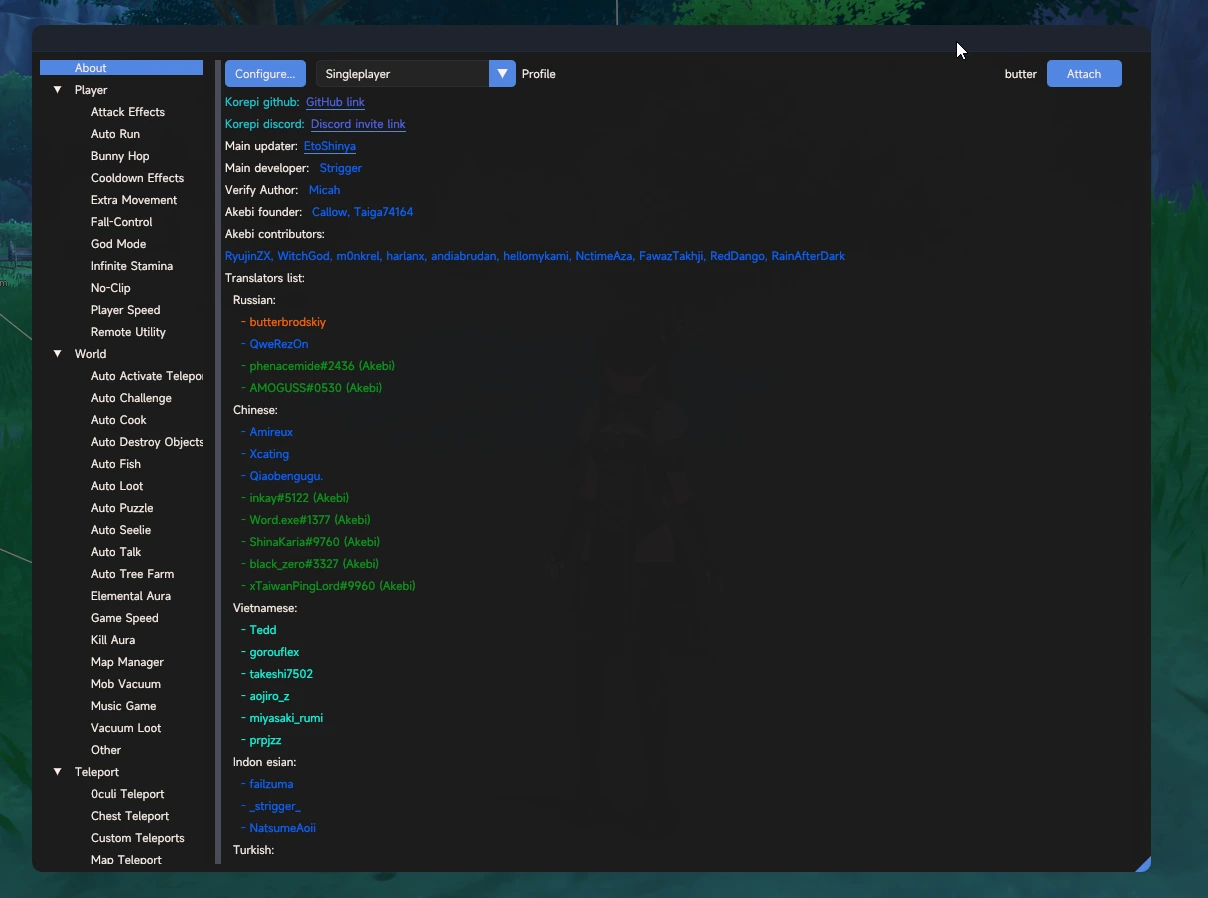 About
Player
Attack Effects
Auto Run
Bunny Hop
Cooldown Effects
Extra Movement
Fall-Control
God Mode
Infinite Stamina
No-Clip
Player Speed
Remote Utility
World
Auto Activate Telepo
Auto Challenge
Auto Cook
Auto Destroy Objects
Auto Fish
Auto Loot
Auto Puzzle
Auto Seelie
Auto Talk
Auto Tree Farm
Elemental Aura
Game Speed
Kill Aura
Map Manager
Mob Vacuum
Music Game
Vacuum Loot
Other
Teleport
0culi Teleport
Chest Teleport
Custom Teleports
Map Teleport
Configure... Singleplayer Profile butter Attach
Korepi github: GitHub link
Korepi discord: Discord invite link
Main updater: EtoShinya
Main developer: Strigger
Verify Author: Micah
Akebi founder: Callow, Taiga74164
Akebi contributors:
RyujinZX, WitchGod, m0nkrel, harlanx, andiabrudan, hellomykami, NctimeAza, FawazTakhji, RedDango, RainAfterDark
Translators list:
Russian:
- butterbrodskiy
- QweRezOn
- phenacemide#2436 (Akebi)
- AMOGUSS#0530 (Akebi)
Chinese:
- Amireux
- Xcating
- Qiaobengugu.
- inkay#5122 (Akebi)
- Word.exe#1377 (Akebi)
- ShinaKaria#9760 (Akebi)
- black_zero#3327 (Akebi)
- xTaiwanPingLord#9960 (Akebi)
Vietnamese:
- Tedd
- gorouflex
- takeshi7502
- aojiro_z
- miyasaki_rumi
- prpjzz
Indon esian:
- failzuma
- _strigger_
- NatsumeAoii
Turkish: